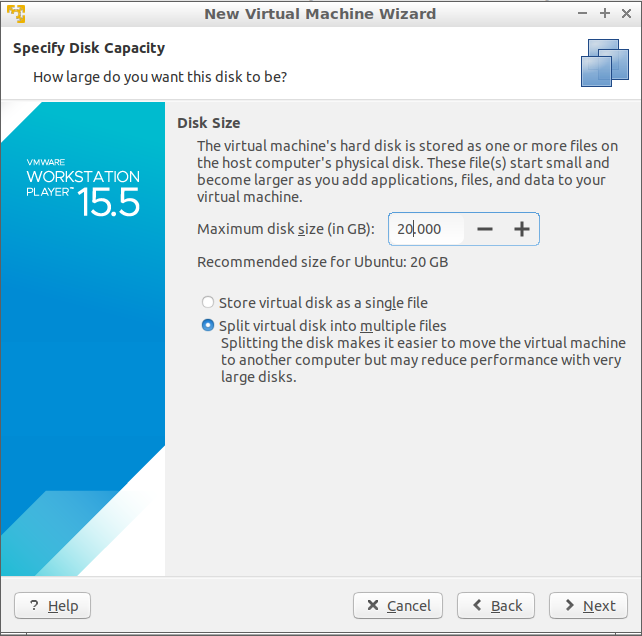 New Virtual Machine Wizard
Specify Disk Capacity
How large do you want this disk to be?
VMWARE
WORKSTATION
PLAYER™ 15.5
Disk Size
The virtual machine's hard disk is stored as one or more files on
the host computer's physical disk. These file(s) start small and
become larger as you add applications, files, and data to your
virtual machine.
Maximum disk size (in GB): 20.000
Recommended size for Ubuntu: 20 GB
Store virtual disk as a single file
Split virtual disk into multiple files
Splitting the disk makes it easier to move the virtual machine
to another computer but may reduce performance with very
large disks.
? Help Cancel Back Next